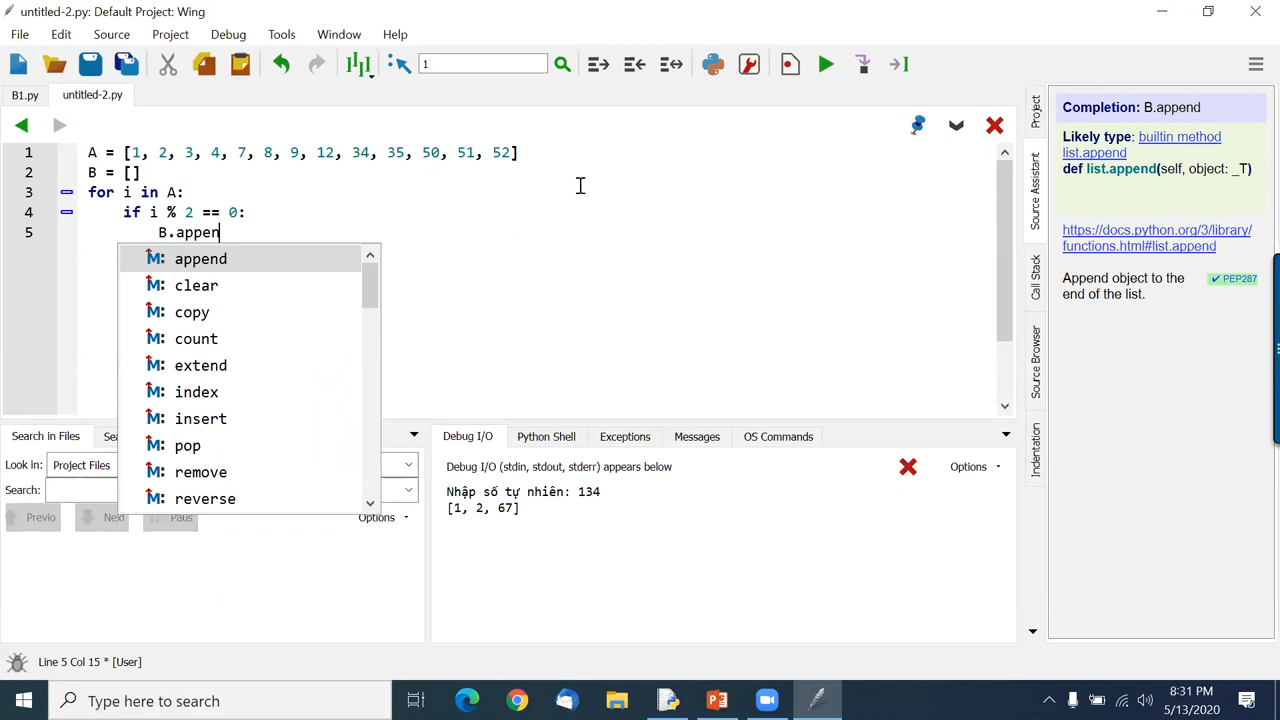 untitled-2.py: Default Project: Wing
File Edit Source Project Debug Tools Window Help
1
B1.py untitled-2.py
1 A = [1, 2, 3, 4, 7, 8, 9, 12, 34, 35, 50, 51, 52]
2 B = []
3 for i in A:
4 if i % 2 == 0:
5 B.appen
M: append
M: clear
M: copy
M: count
M: extend
M: index
M: insert
M: pop
M: remove
M: reverse
Project
Source Assistant
Call Stack
Source Browser
Indentation
Completion: B.append
Likely type: builtin method
list.append
def list.append(self, object: _T)
https://docs.python.org/3/library/
functions.html#list.append
Append object to the
end of the list.
✓ PEP287
Search in Files Sea
Look in: Project Files
Search:
Previo Next Paus Options
Debug I/O Python Shell Exceptions Messages OS Commands
Debug I/O (stdin, stdout, stderr) appears below
Options
Nhập số tự nhiên: 134
[1, 2, 67]
Line 5 Col 15 * [User]
Type here to search
8:31 PM
5/13/2020